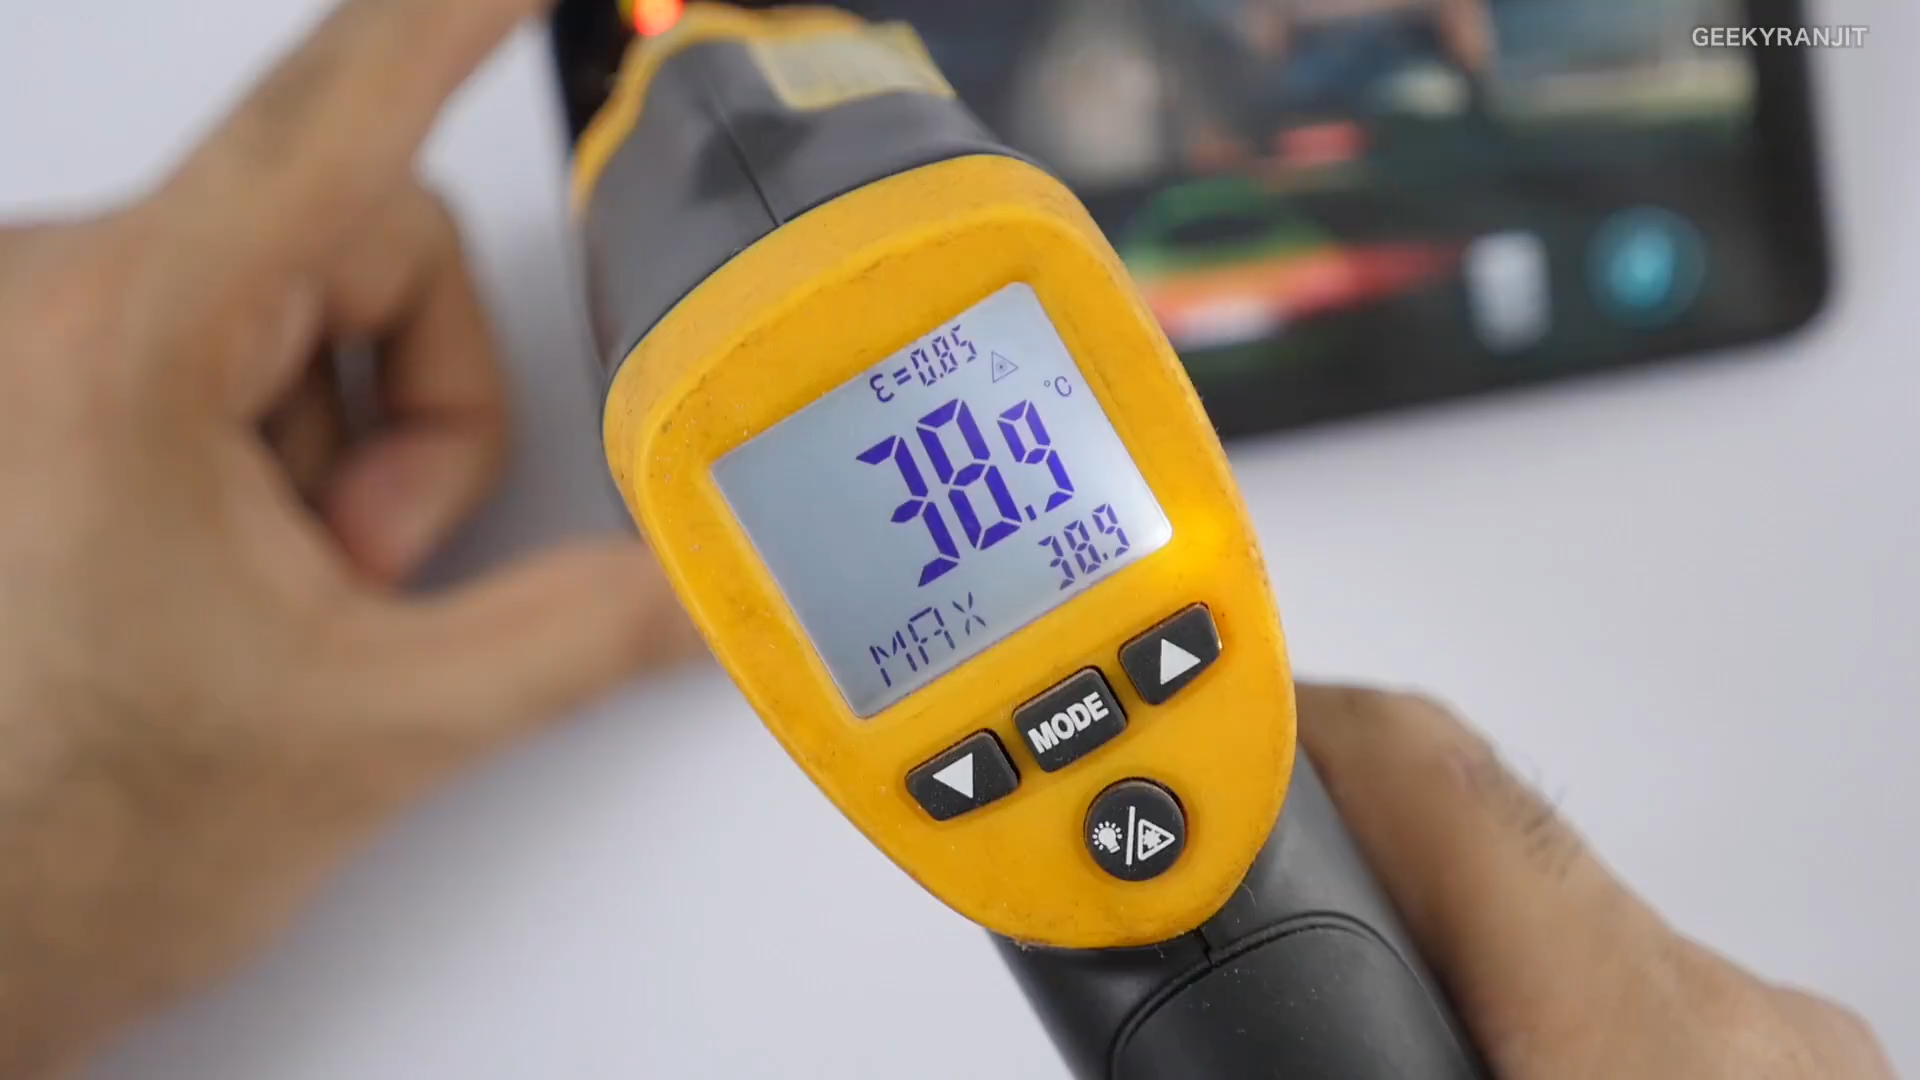 GEEKYRANJIT
ε=0.85
°C
38.9
38.9
MAX
MODE